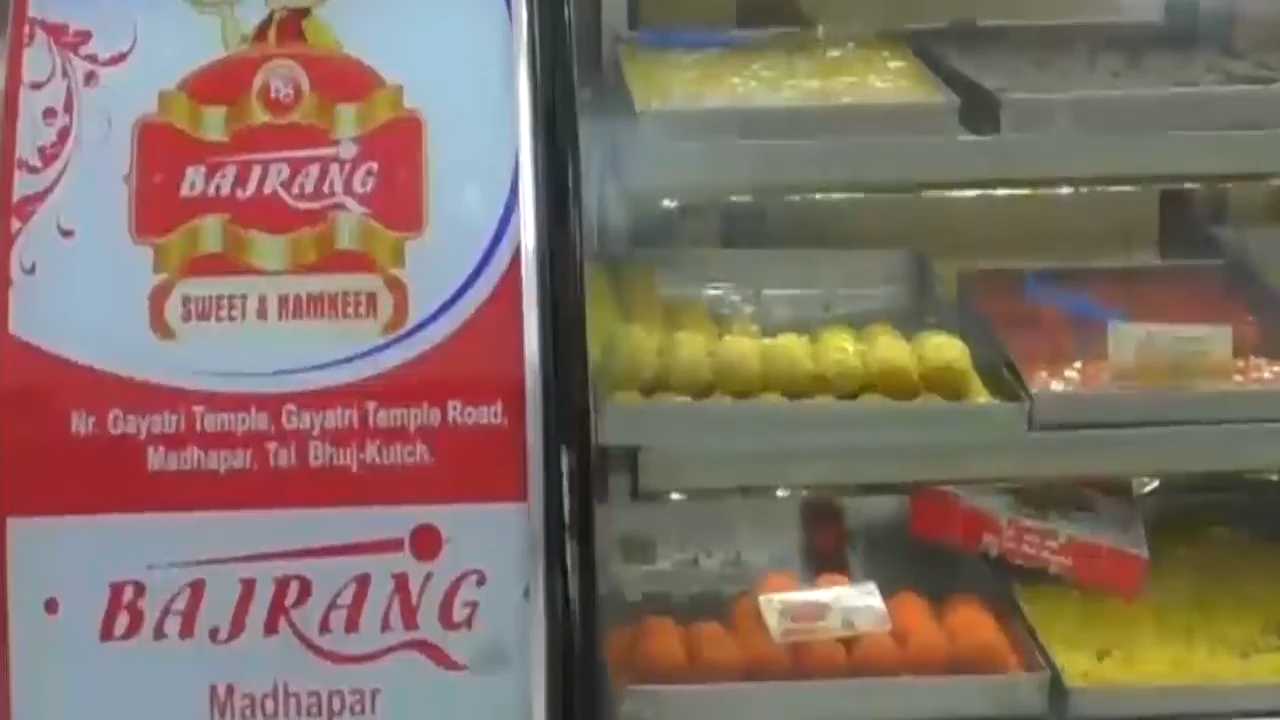 BAJRANG
SWEET & NAMKEEN
Nr. Gayatri Temple, Gayatri Temple Road,
Madhapar, Tal. Bhuj-Kutch.
BAJRANG
Madhapar